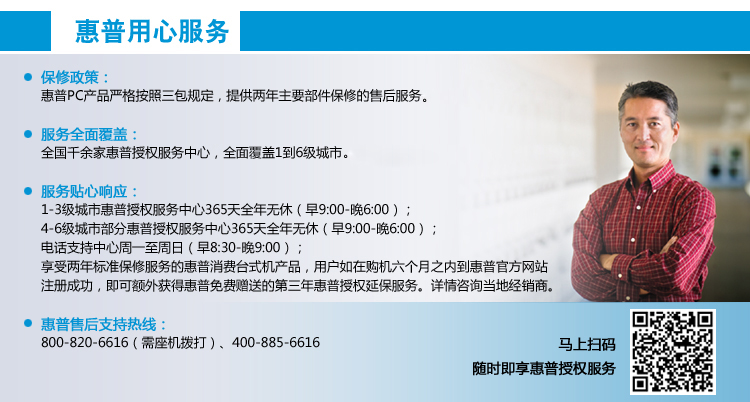 惠普用心服务
保修政策：
惠普PC产品严格按照三包规定，提供两年主要部件保修的售后服务。
服务全面覆盖：
全国千余家惠普授权服务中心，全面覆盖1到6级城市。
服务贴心响应：
1-3级城市惠普授权服务中心365天全年无休（早9:00-晚6:00）；
4-6级城市部分惠普授权服务中心365天全年无休（早9:00-晚6:00）；
电话支持中心周一至周日（早8:30-晚9:00）；
享受两年标准保修服务的惠普消费台式机产品，用户如在购机六个月之内到惠普官方网站
注册成功，即可额外获得惠普免费赠送的第三年惠普授权延保服务。详情咨询当地经销商。
惠普售后支持热线：
800-820-6616（需座机拨打）、400-885-6616
马上扫码
随时即享惠普授权服务